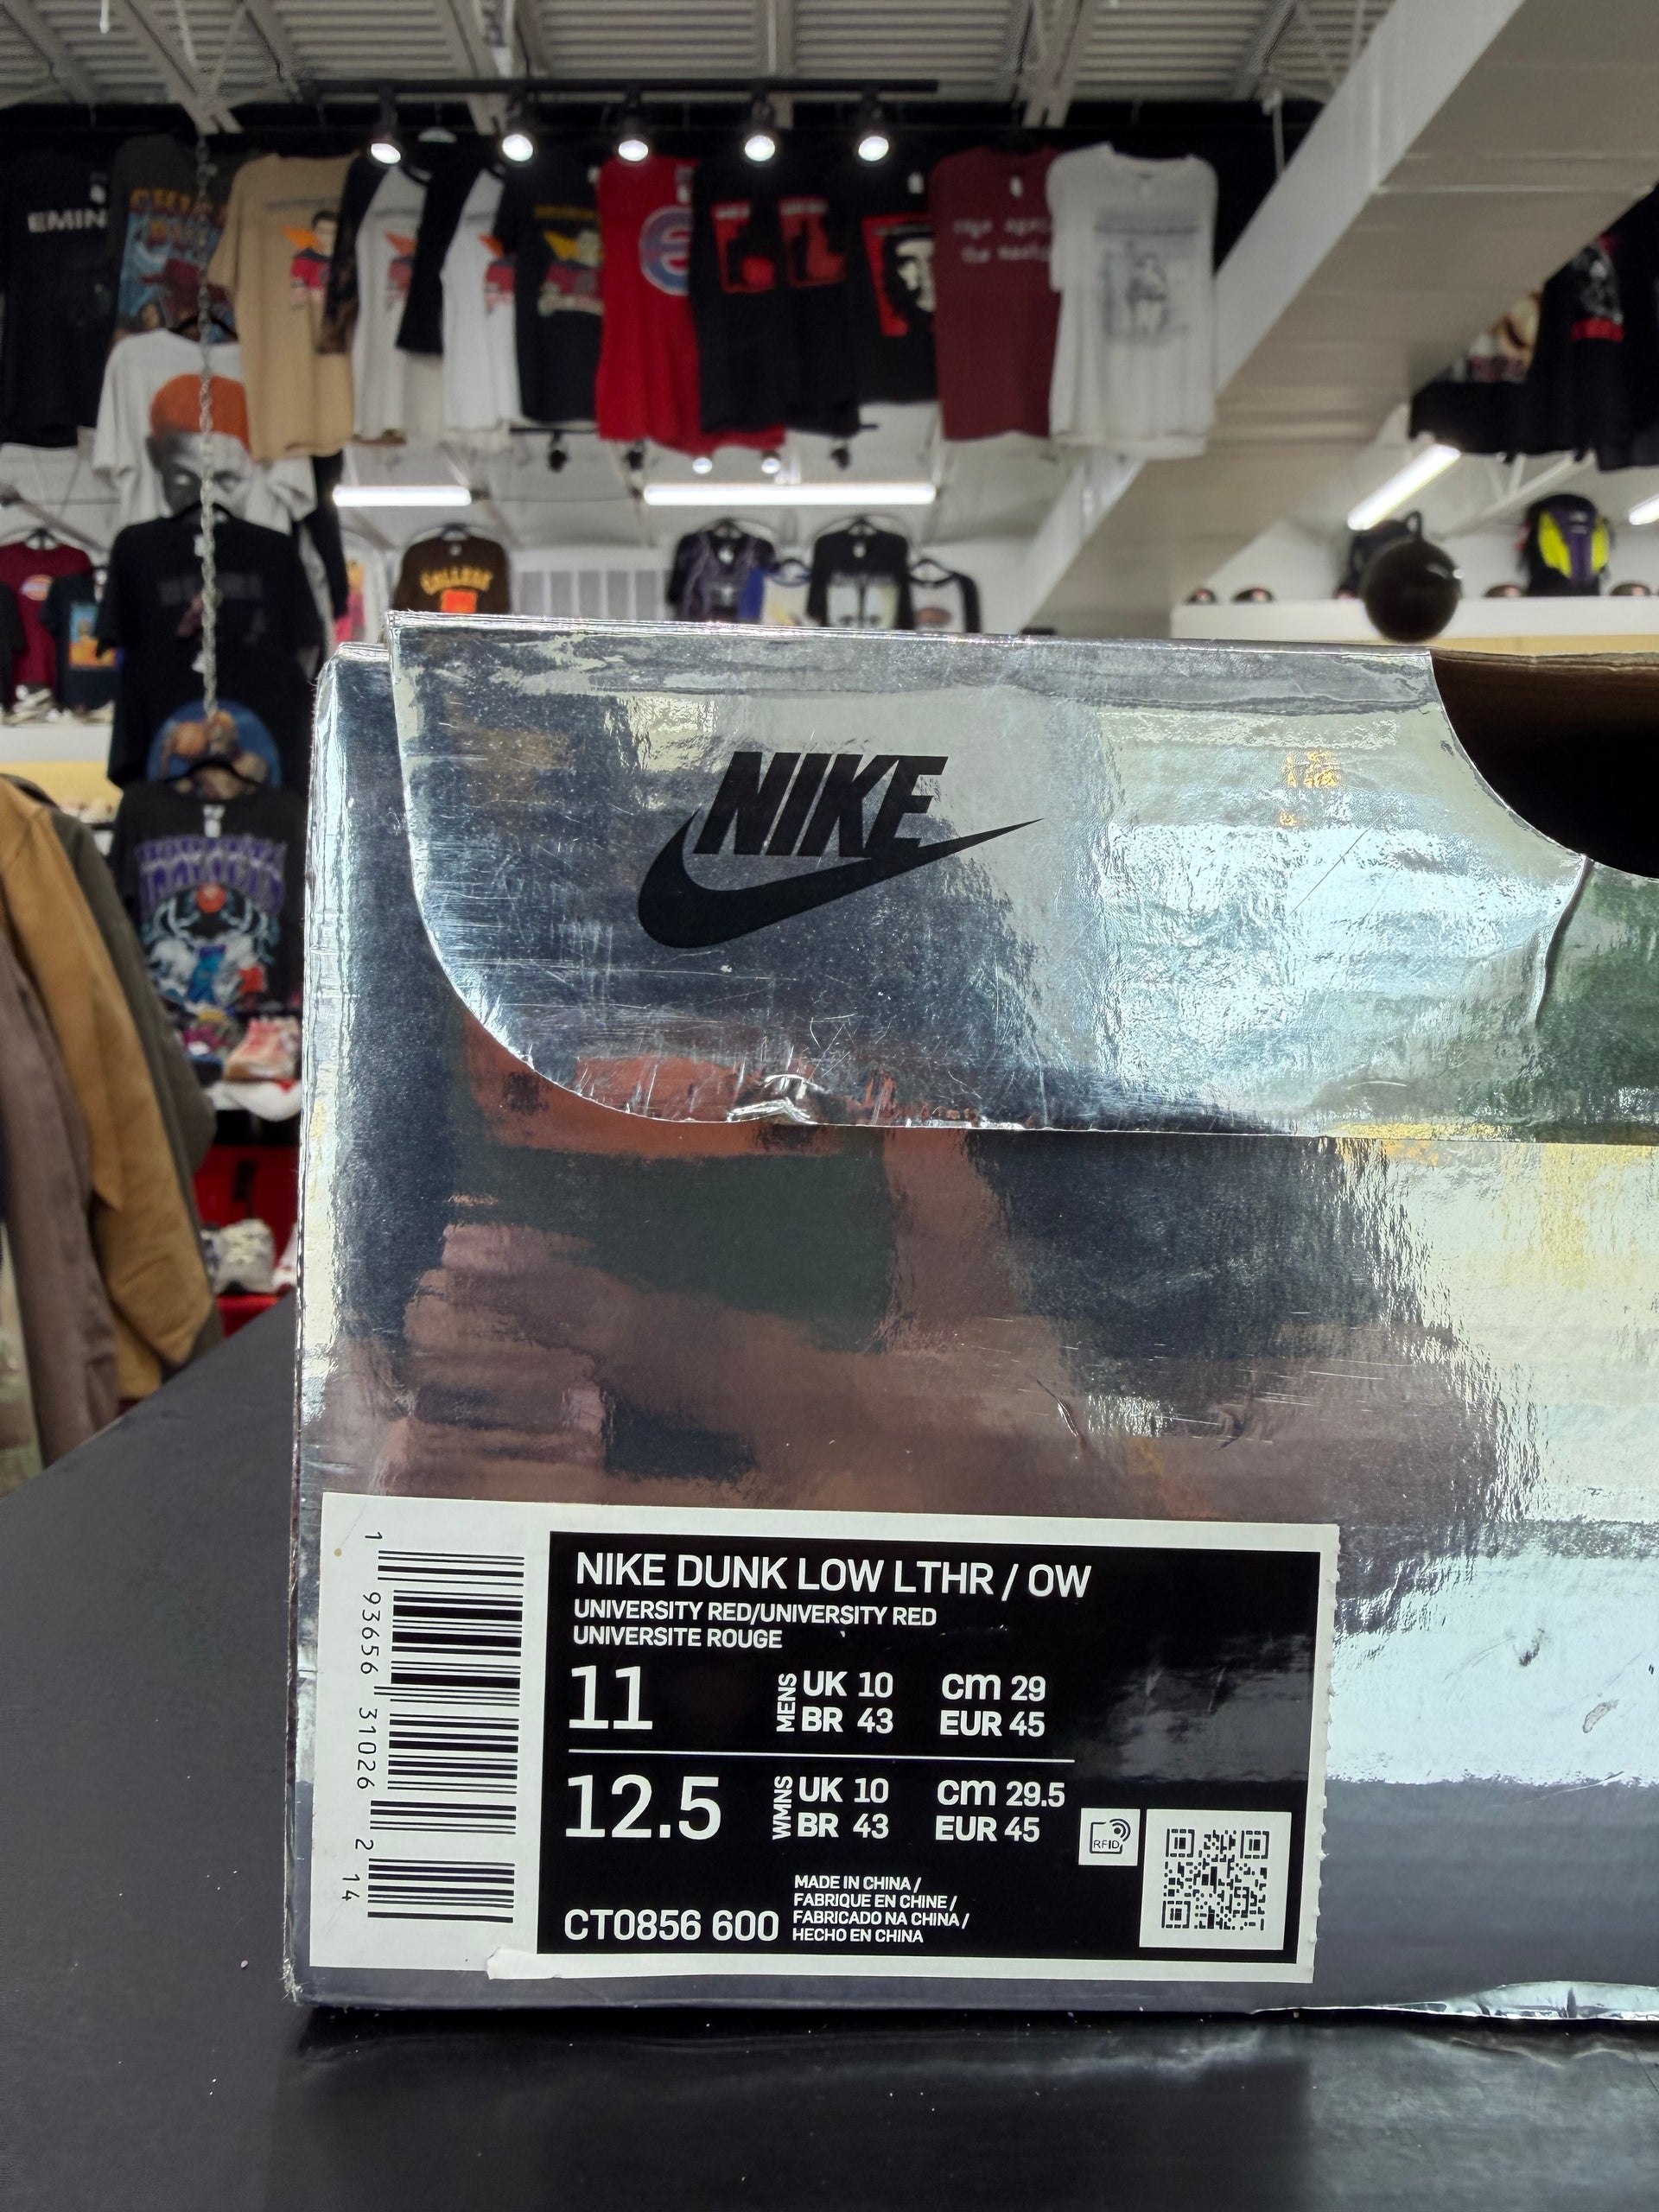 EMIN
COLLEGE
NIKE
NIKE DUNK LOW LTHR / OW
UNIVERSITY RED/UNIVERSITY RED
UNIVERSITE ROUGE
11 MENS UK 10 CM 29
BR 43 EUR 45
12.5 WMNS UK 10 CM 29.5
BR 43 EUR 45
RFID
CT0856 600
MADE IN CHINA /
FABRIQUE EN CHINE /
FABRICADO NA CHINA /
HECHO EN CHINA
1 93656 31026 2 14